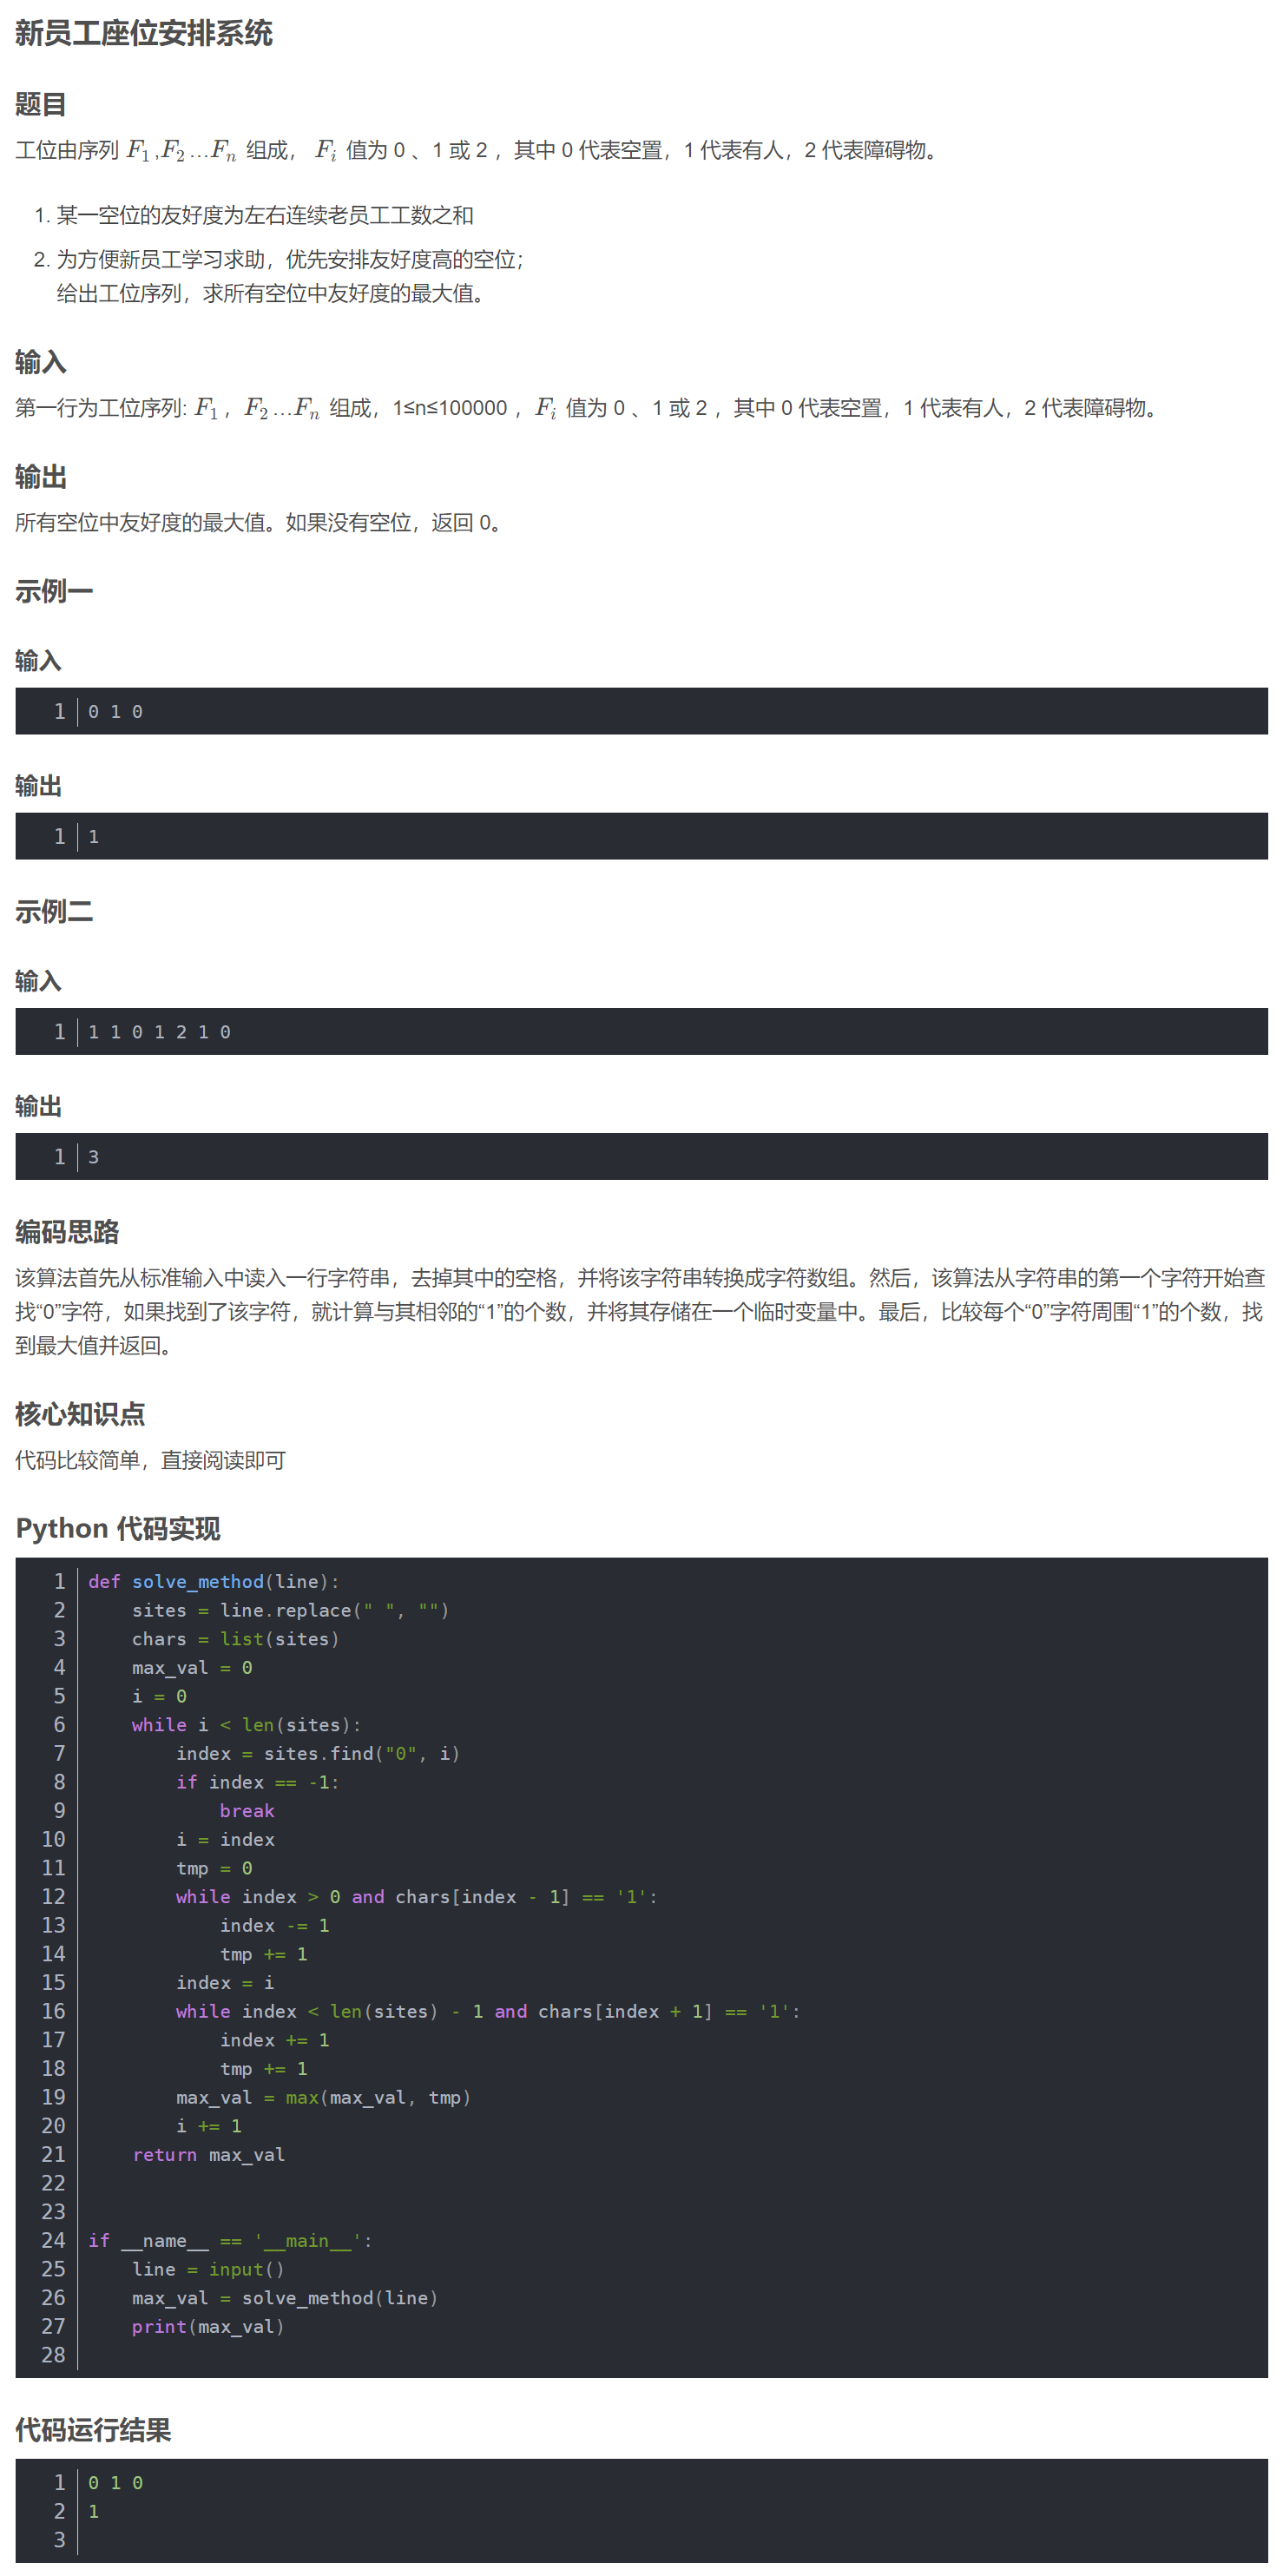 新员工座位安排系统
题目
工位由序列 F1,F2…Fn 组成， Fi 值为 0 、1 或 2 ，其中 0 代表空置，1 代表有人，2 代表障碍物。
1. 某一空位的友好度为左右连续老员工工数之和
2. 为方便新员工学习求助，优先安排友好度高的空位；
给出工位序列，求所有空位中友好度的最大值。
输入
第一行为工位序列: F1 ，F2…Fn 组成，1≤n≤100000 ，Fi 值为 0 、1 或 2 ，其中 0 代表空置，1 代表有人，2 代表障碍物。
输出
所有空位中友好度的最大值。如果没有空位，返回 0。
示例一
输入
1 0 1 0
输出
1 1
示例二
输入
1 1 1 0 1 2 1 0
输出
1 3
编码思路
该算法首先从标准输入中读入一行字符串，去掉其中的空格，并将该字符串转换成字符数组。然后，该算法从字符串的第一个字符开始查
找“0”字符，如果找到了该字符，就计算与其相邻的“1”的个数，并将其存储在一个临时变量中。最后，比较每个“0”字符周围“1”的个数，找
到最大值并返回。
核心知识点
代码比较简单，直接阅读即可
Python 代码实现
1 def solve_method(line):
2     sites = line.replace(" ", "")
3     chars = list(sites)
4     max_val = 0
5     i = 0
6     while i < len(sites):
7         index = sites.find("0", i)
8         if index == -1:
9             break
10         i = index
11         tmp = 0
12         while index > 0 and chars[index - 1] == '1':
13             index -= 1
14             tmp += 1
15         index = i
16         while index < len(sites) - 1 and chars[index + 1] == '1':
17             index += 1
18             tmp += 1
19         max_val = max(max_val, tmp)
20         i += 1
21     return max_val
22
23
24 if __name__ == '__main__':
25     line = input()
26     max_val = solve_method(line)
27     print(max_val)
28
代码运行结果
1 0 1 0
2 1
3